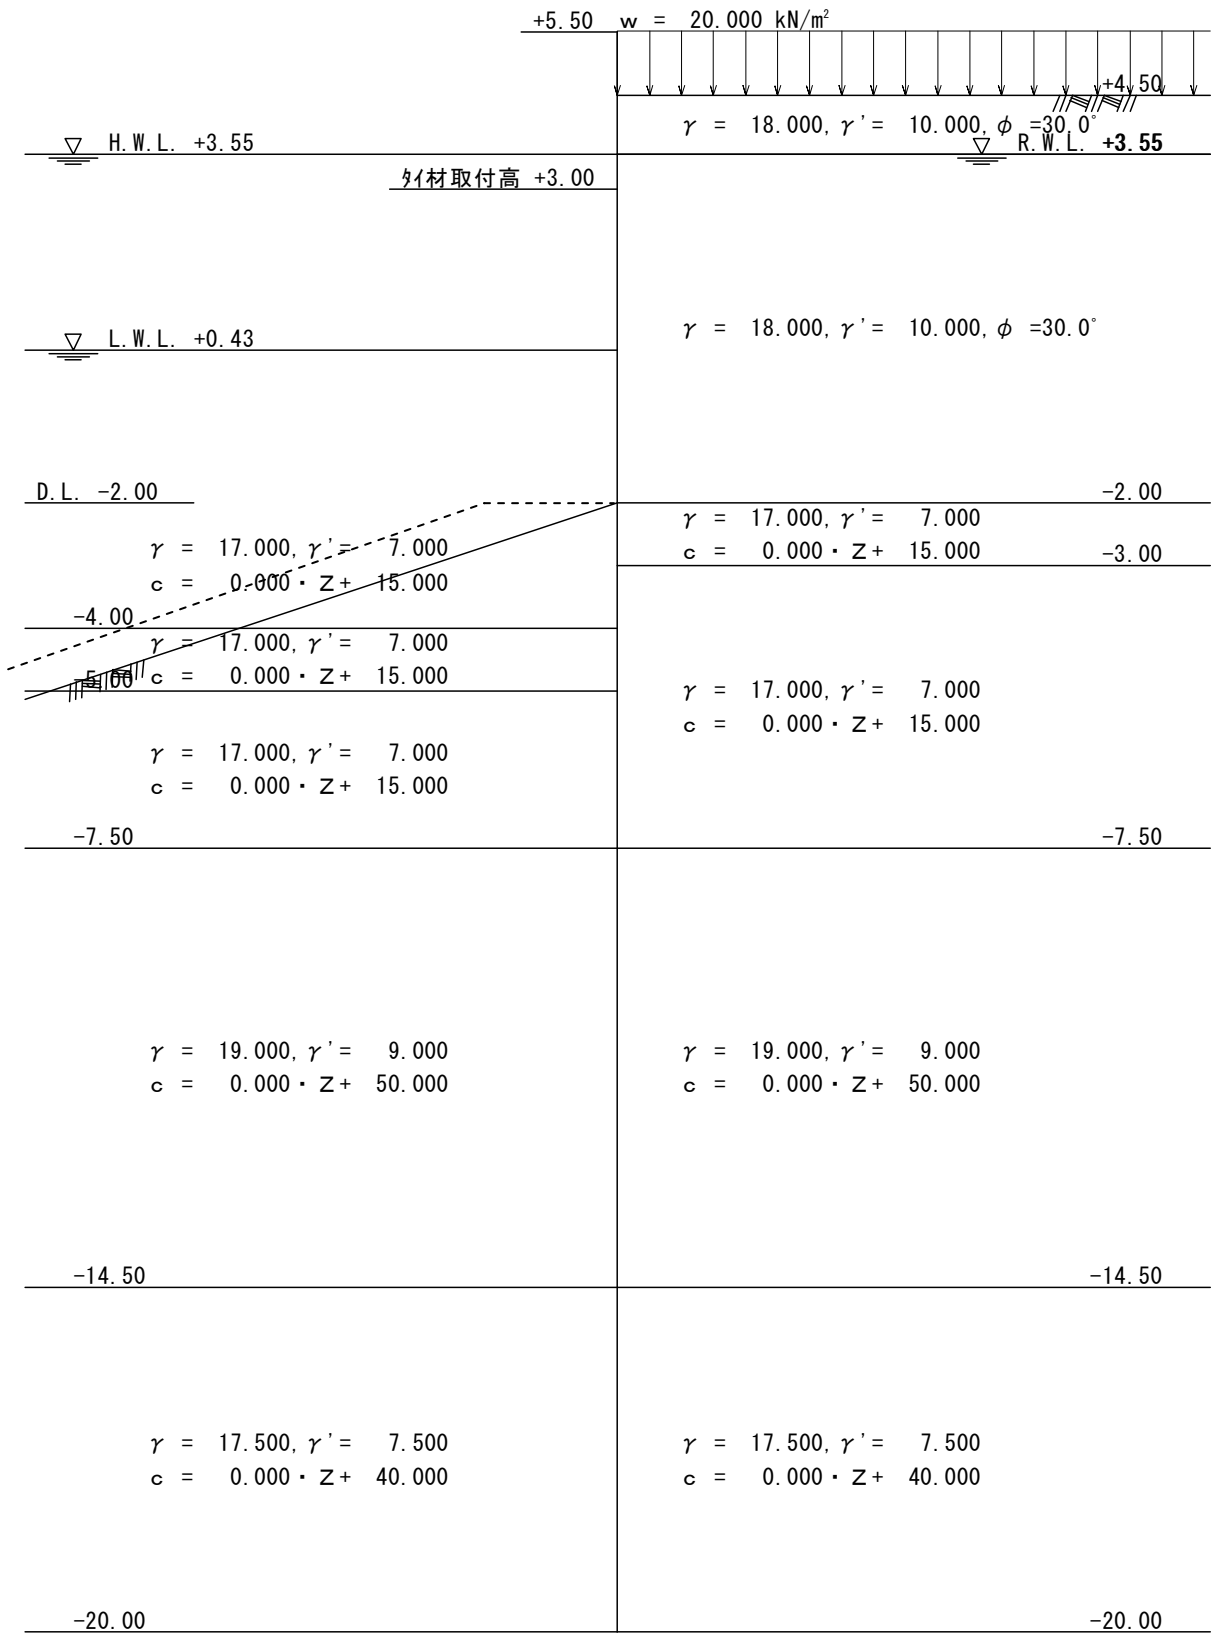 +5.50 w = 20.000 kN/m²
+4.50
γ = 18.000, γ'= 10.000, φ =30.0°
H.W.L. +3.55
R.W.L. +3.55
ﾀｲ材取付高 +3.00
γ = 18.000, γ'= 10.000, φ =30.0°
L.W.L. +0.43
D.L. -2.00
-2.00
γ = 17.000, γ'= 7.000
c = 0.000・Z+ 15.000
-3.00
γ = 17.000, γ'= 7.000
c = 0.000・Z+ 15.000
-4.00
γ = 17.000, γ'= 7.000
c = 0.000・Z+ 15.000
-5.00
γ = 17.000, γ'= 7.000
c = 0.000・Z+ 15.000
γ = 17.000, γ'= 7.000
c = 0.000・Z+ 15.000
-7.50
-7.50
γ = 19.000, γ'= 9.000
c = 0.000・Z+ 50.000
γ = 19.000, γ'= 9.000
c = 0.000・Z+ 50.000
-14.50
-14.50
γ = 17.500, γ'= 7.500
c = 0.000・Z+ 40.000
γ = 17.500, γ'= 7.500
c = 0.000・Z+ 40.000
-20.00
-20.00